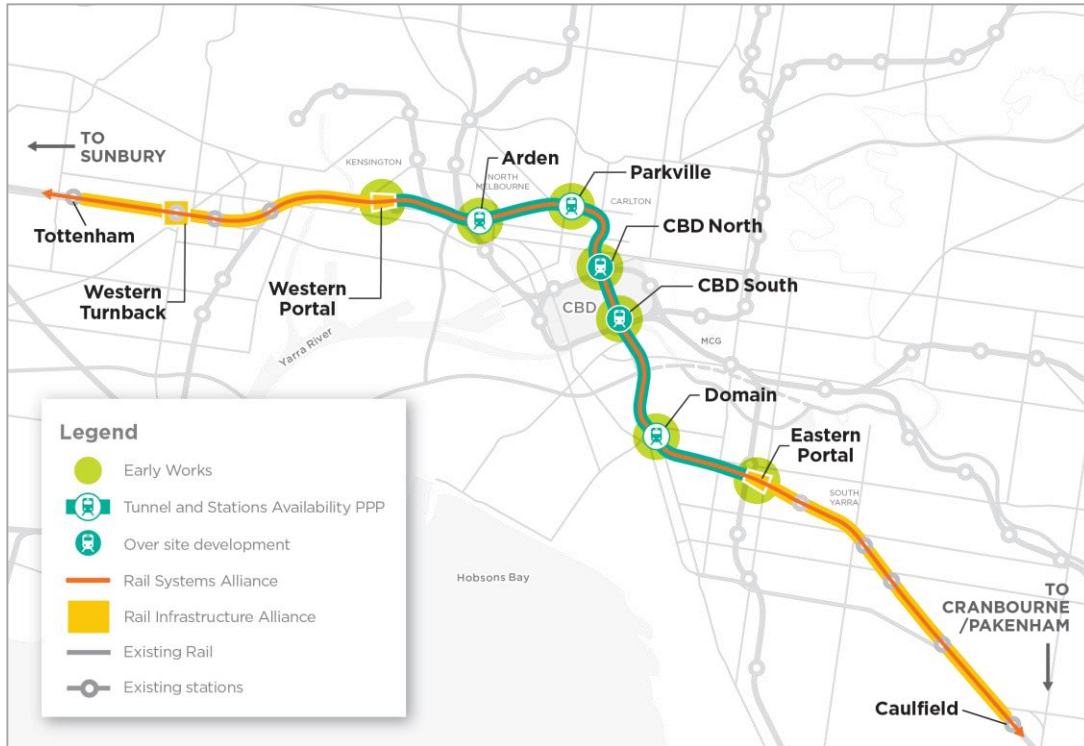 TO
SUNBURY
KENSINGTON
Arden
NORTH
MELBOURNE
Parkville
CARLTON
CBD North
Tottenham
Western
Turnback
Western
Portal
CBD
CBD South
Yarra River
MCG
Domain
Eastern
Portal
SOUTH
YARRA
Hobsons Bay
TO
CRANBOURNE
/PAKENHAM
Caulfield
Legend
Early Works
Tunnel and Stations Availability PPP
Over site development
Rail Systems Alliance
Rail Infrastructure Alliance
Existing Rail
Existing stations